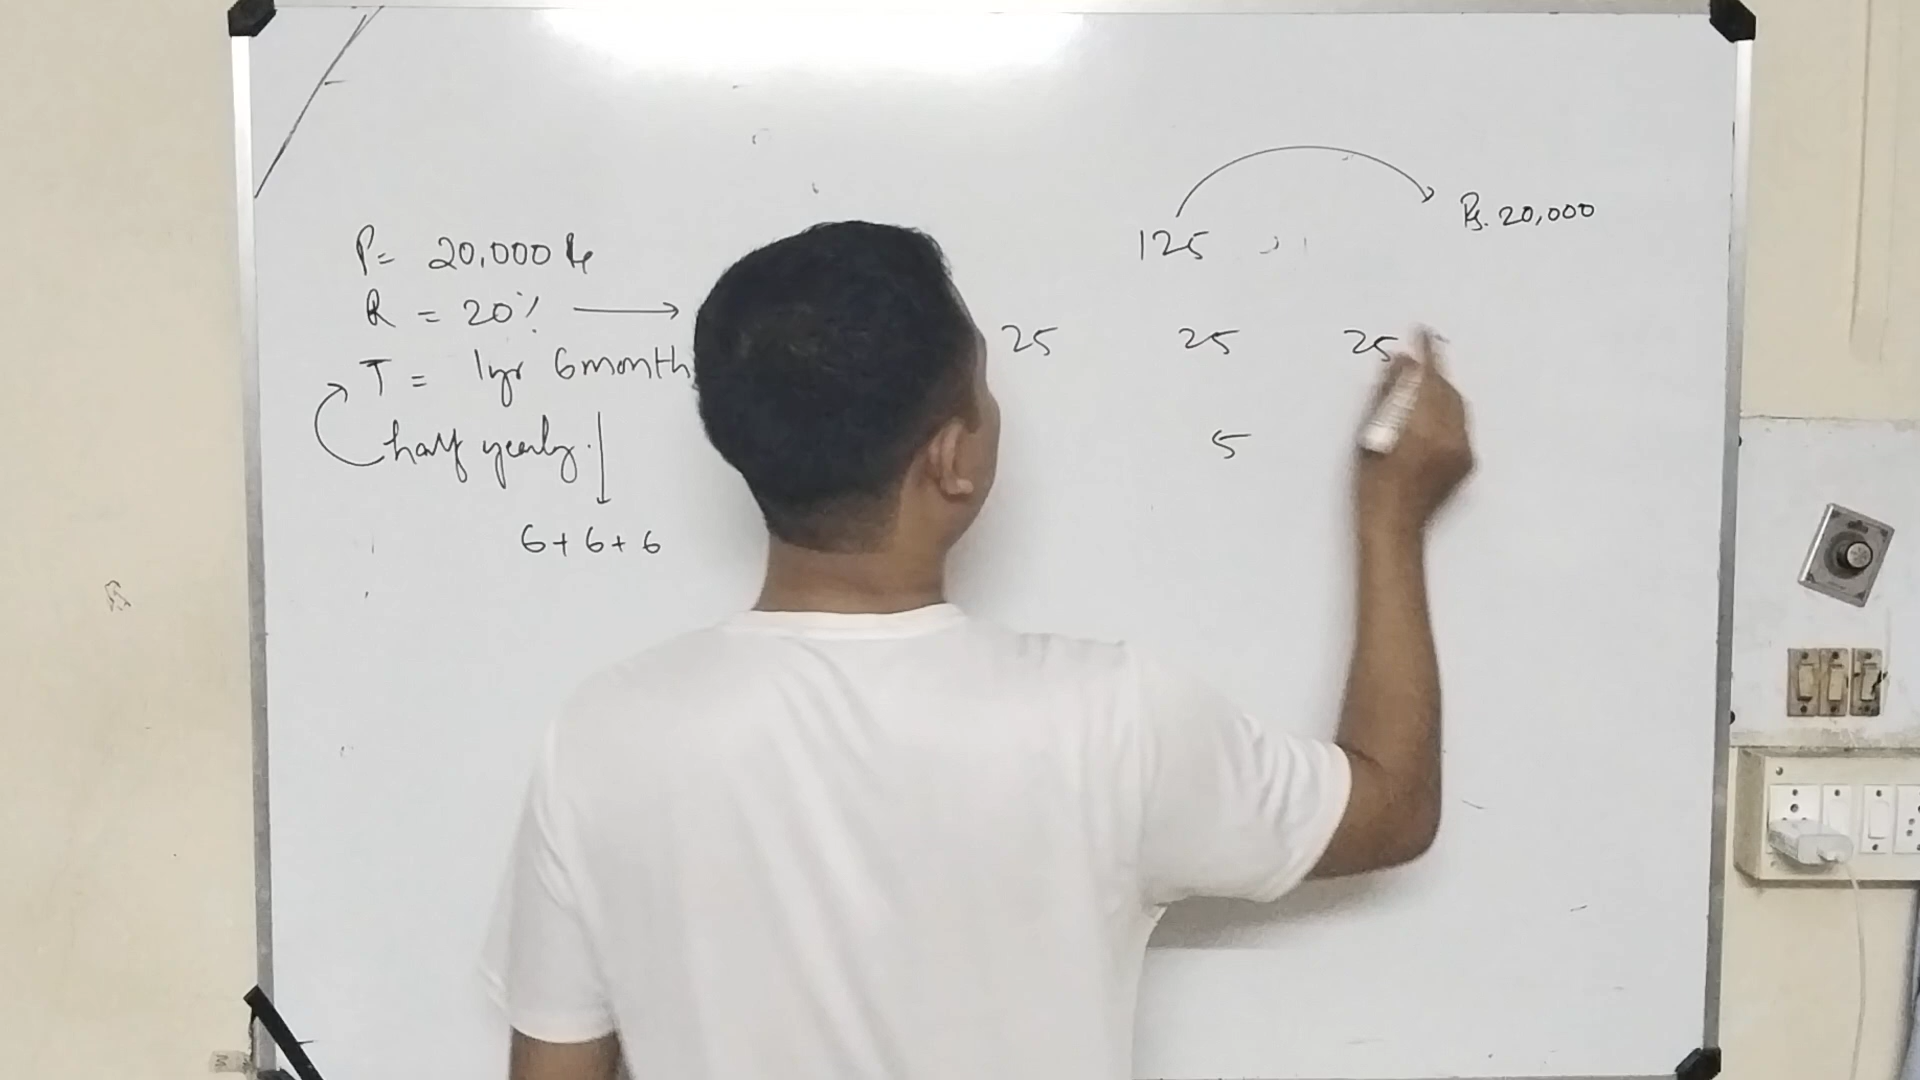 P = 20,000 Rs
R = 20% →
T = 1yr 6month
half yearly.
6 + 6 + 6
125
Rs. 20,000
25 25 25
5